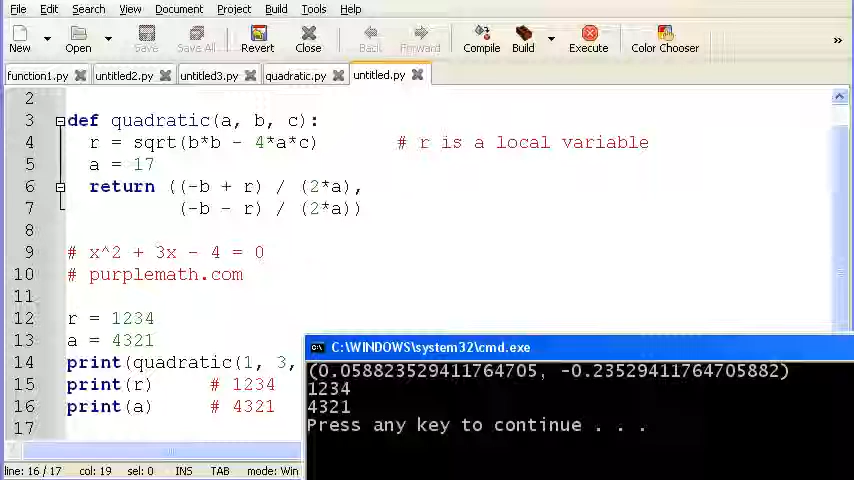 File Edit Search View Document Project Build Tools Help
New Open Save Save All Revert Close Back Forward Compile Build Execute Color Chooser »
function1.py untitled2.py untitled3.py quadratic.py untitled.py
2
3 def quadratic(a, b, c):
4 r = sqrt(b*b - 4*a*c) # r is a local variable
5 a = 17
6 return ((-b + r) / (2*a),
7 (-b - r) / (2*a))
8
9 # x^2 + 3x - 4 = 0
10 # purplemath.com
11
12 r = 1234
13 a = 4321
14 print(quadratic(1, 3,
15 print(r) # 1234
16 print(a) # 4321
17
C:\WINDOWS\system32\cmd.exe
(0.058823529411764705, -0.23529411764705882)
1234
4321
Press any key to continue . . .
line: 16 / 17 col: 19 sel: 0 INS TAB mode: Win